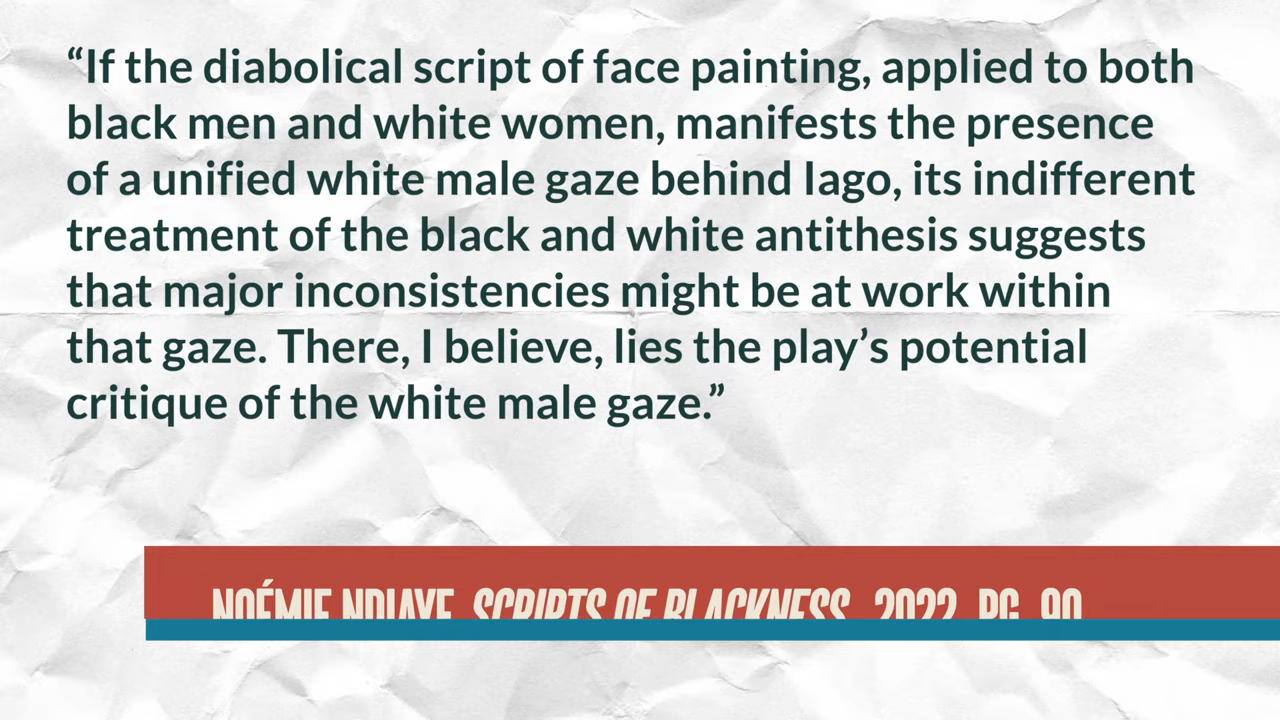 “If the diabolical script of face painting, applied to both
black men and white women, manifests the presence
of a unified white male gaze behind Iago, its indifferent
treatment of the black and white antithesis suggests
that major inconsistencies might be at work within
that gaze. There, I believe, lies the play’s potential
critique of the white male gaze.”
NOÉMIE NDIAYE, SCRIPTS OF BLACKNESS, 2022, PG. 90